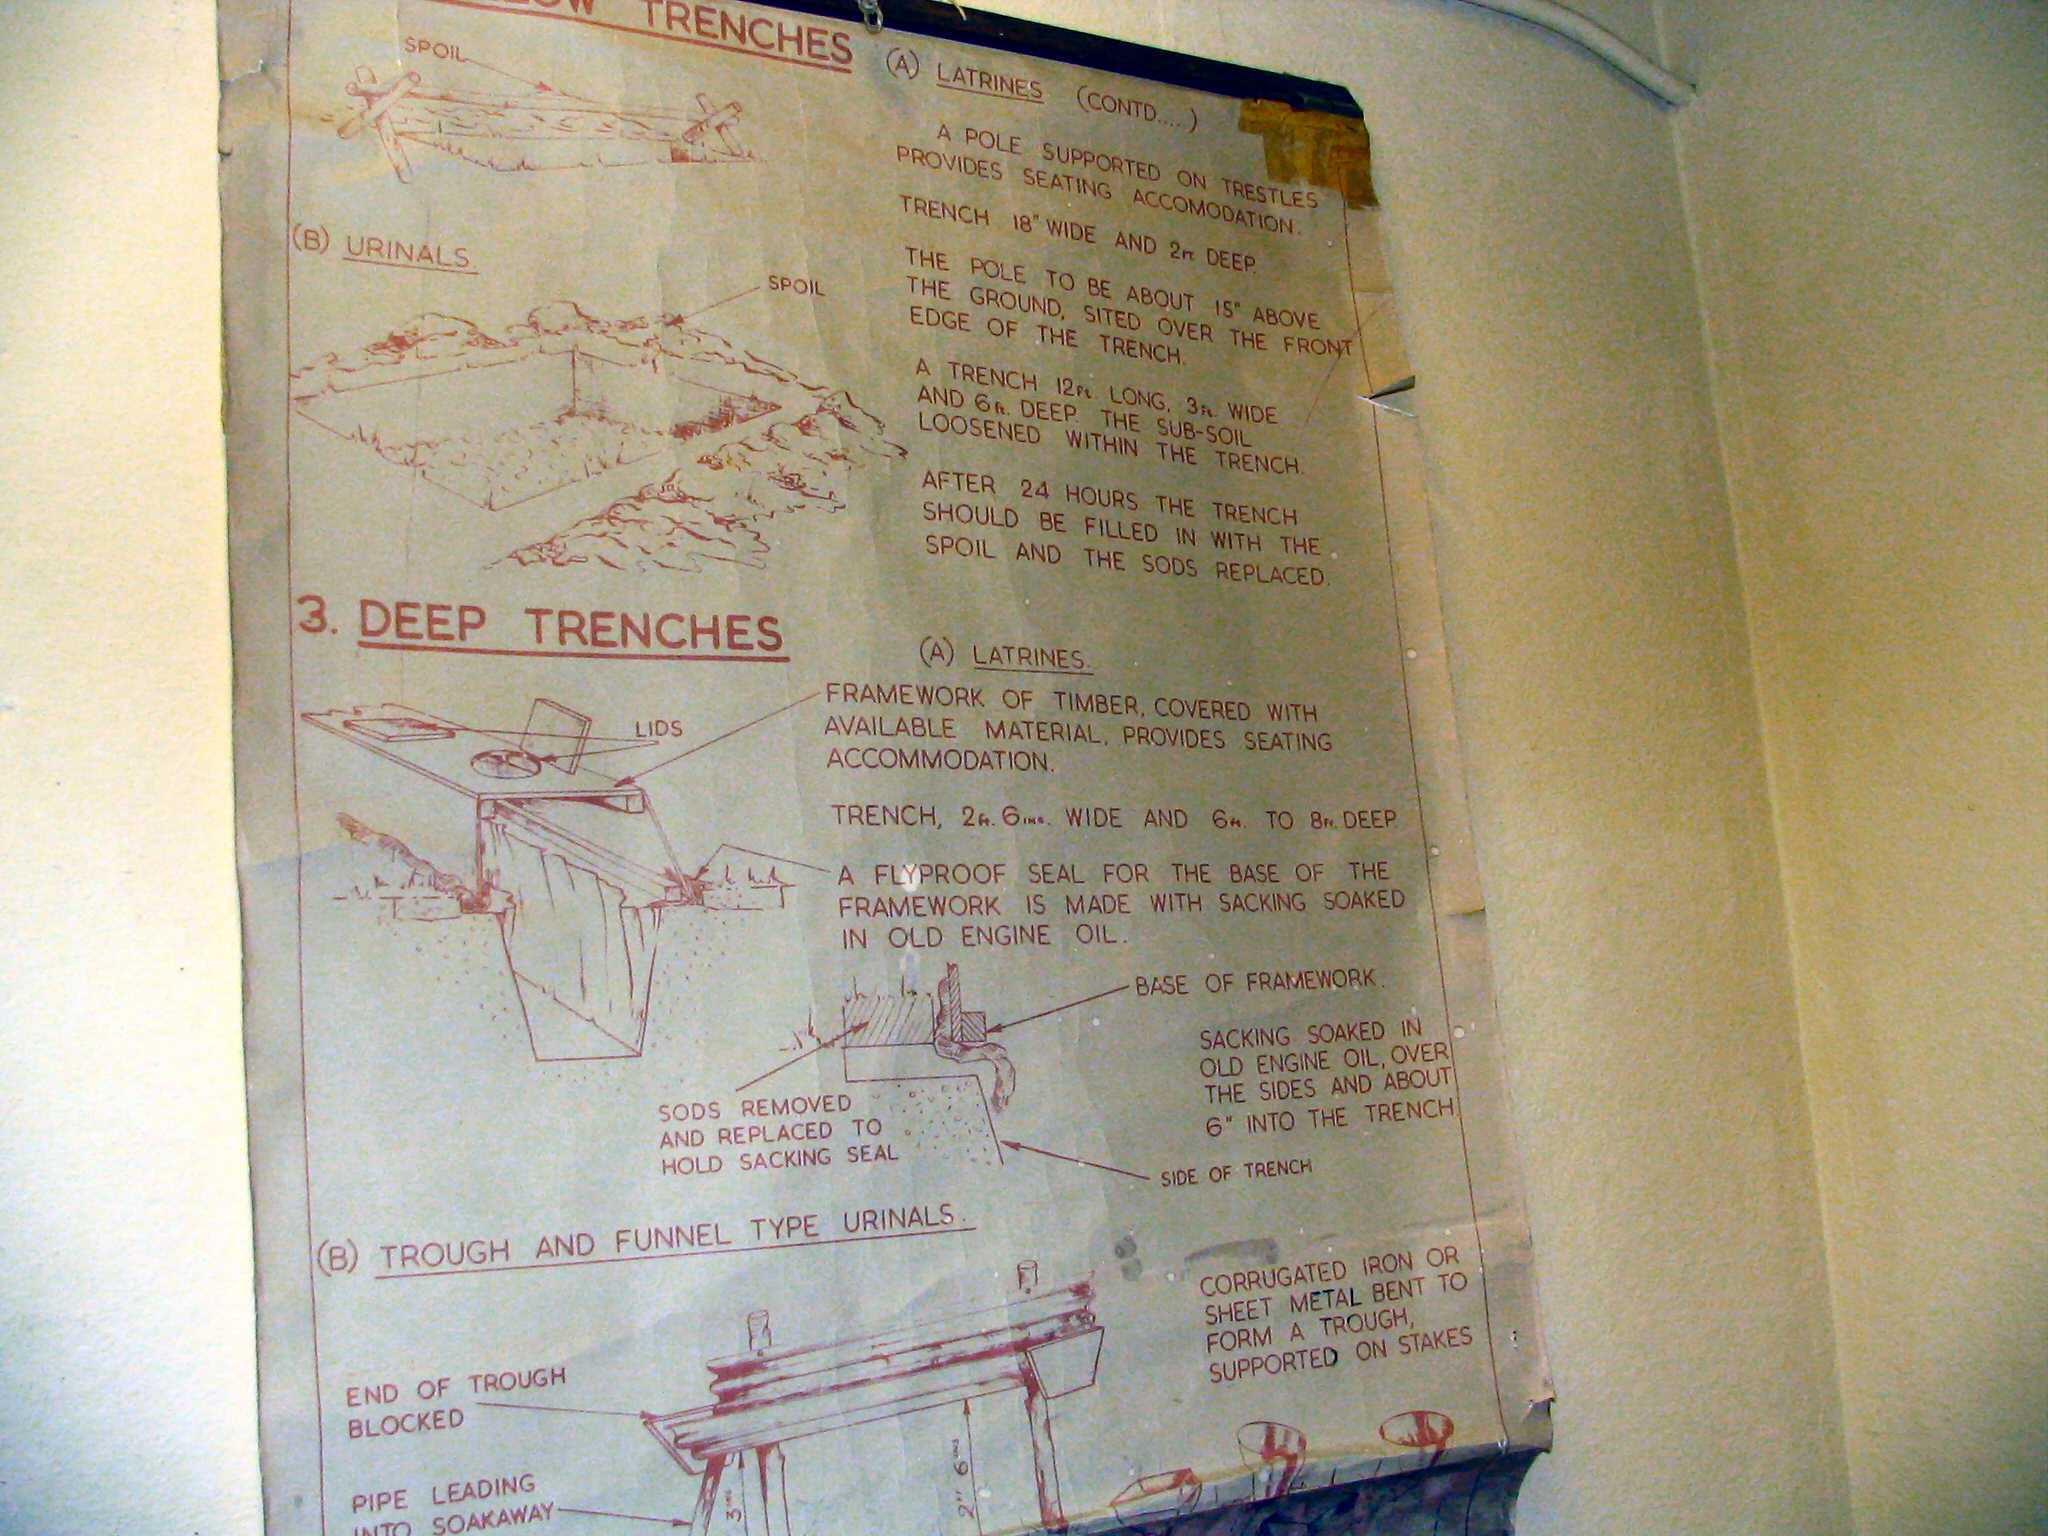 TRENCHES
SPOIL
(A) LATRINES (CONTD....)
A POLE SUPPORTED ON TRESTLES
PROVIDES SEATING ACCOMODATION.
TRENCH 18" WIDE AND 2FT DEEP.
THE POLE TO BE ABOUT 15" ABOVE
THE GROUND, SITED OVER THE FRONT
EDGE OF THE TRENCH.
(B) URINALS
SPOIL
A TRENCH 12FT. LONG, 3FT. WIDE
AND 6FT. DEEP. THE SUB-SOIL
LOOSENED WITHIN THE TRENCH.
AFTER 24 HOURS THE TRENCH
SHOULD BE FILLED IN WITH THE
SPOIL AND THE SODS REPLACED.
3. DEEP TRENCHES
(A) LATRINES.
LIDS
FRAMEWORK OF TIMBER, COVERED WITH
AVAILABLE MATERIAL, PROVIDES SEATING
ACCOMMODATION.
TRENCH, 2FT. 6INS. WIDE AND 6FT. TO 8FT. DEEP.
A FLYPROOF SEAL FOR THE BASE OF THE
FRAMEWORK IS MADE WITH SACKING SOAKED
IN OLD ENGINE OIL.
BASE OF FRAMEWORK.
SACKING SOAKED IN
OLD ENGINE OIL, OVER
THE SIDES AND ABOUT
6" INTO THE TRENCH.
SODS REMOVED
AND REPLACED TO
HOLD SACKING SEAL
SIDE OF TRENCH
(B) TROUGH AND FUNNEL TYPE URINALS.
CORRUGATED IRON OR
SHEET METAL BENT TO
FORM A TROUGH,
SUPPORTED ON STAKES
END OF TROUGH
BLOCKED
PIPE LEADING
INTO SOAKAWAY
2" 6INS